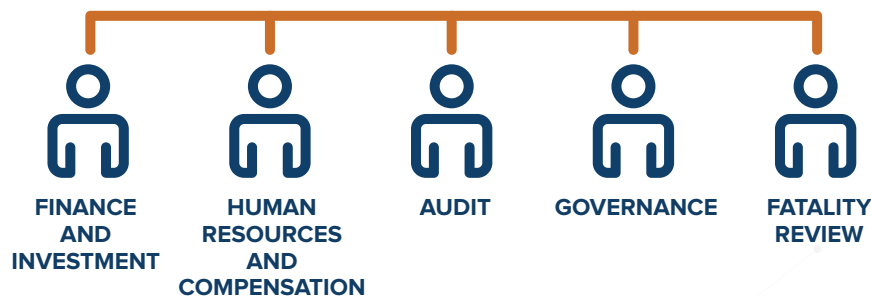 FINANCE
AND
INVESTMENT
HUMAN
RESOURCES
AND
COMPENSATION
AUDIT
GOVERNANCE
FATALITY
REVIEW